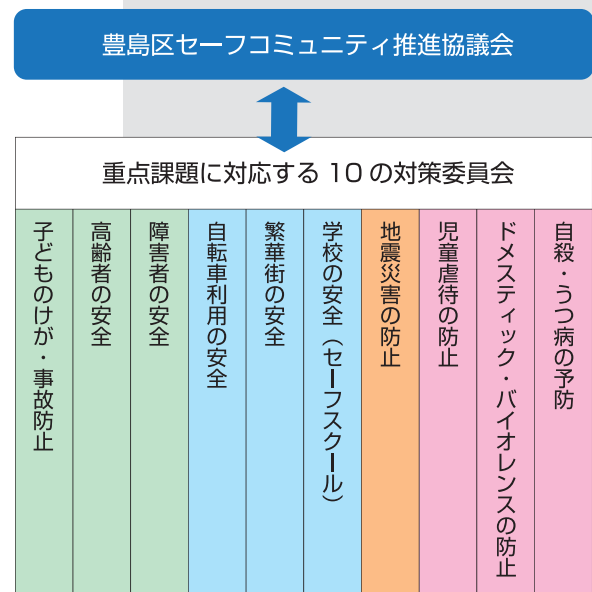 豊島区セーフコミュニティ推進協議会
重点課題に対応する10の対策委員会
子どものけが・事故防止
高齢者の安全
障害者の安全
自転車利用の安全
繁華街の安全
学校の安全（セーフスクール）
地震災害の防止
児童虐待の防止
ドメスティック・バイオレンスの防止
自殺・うつ病の予防